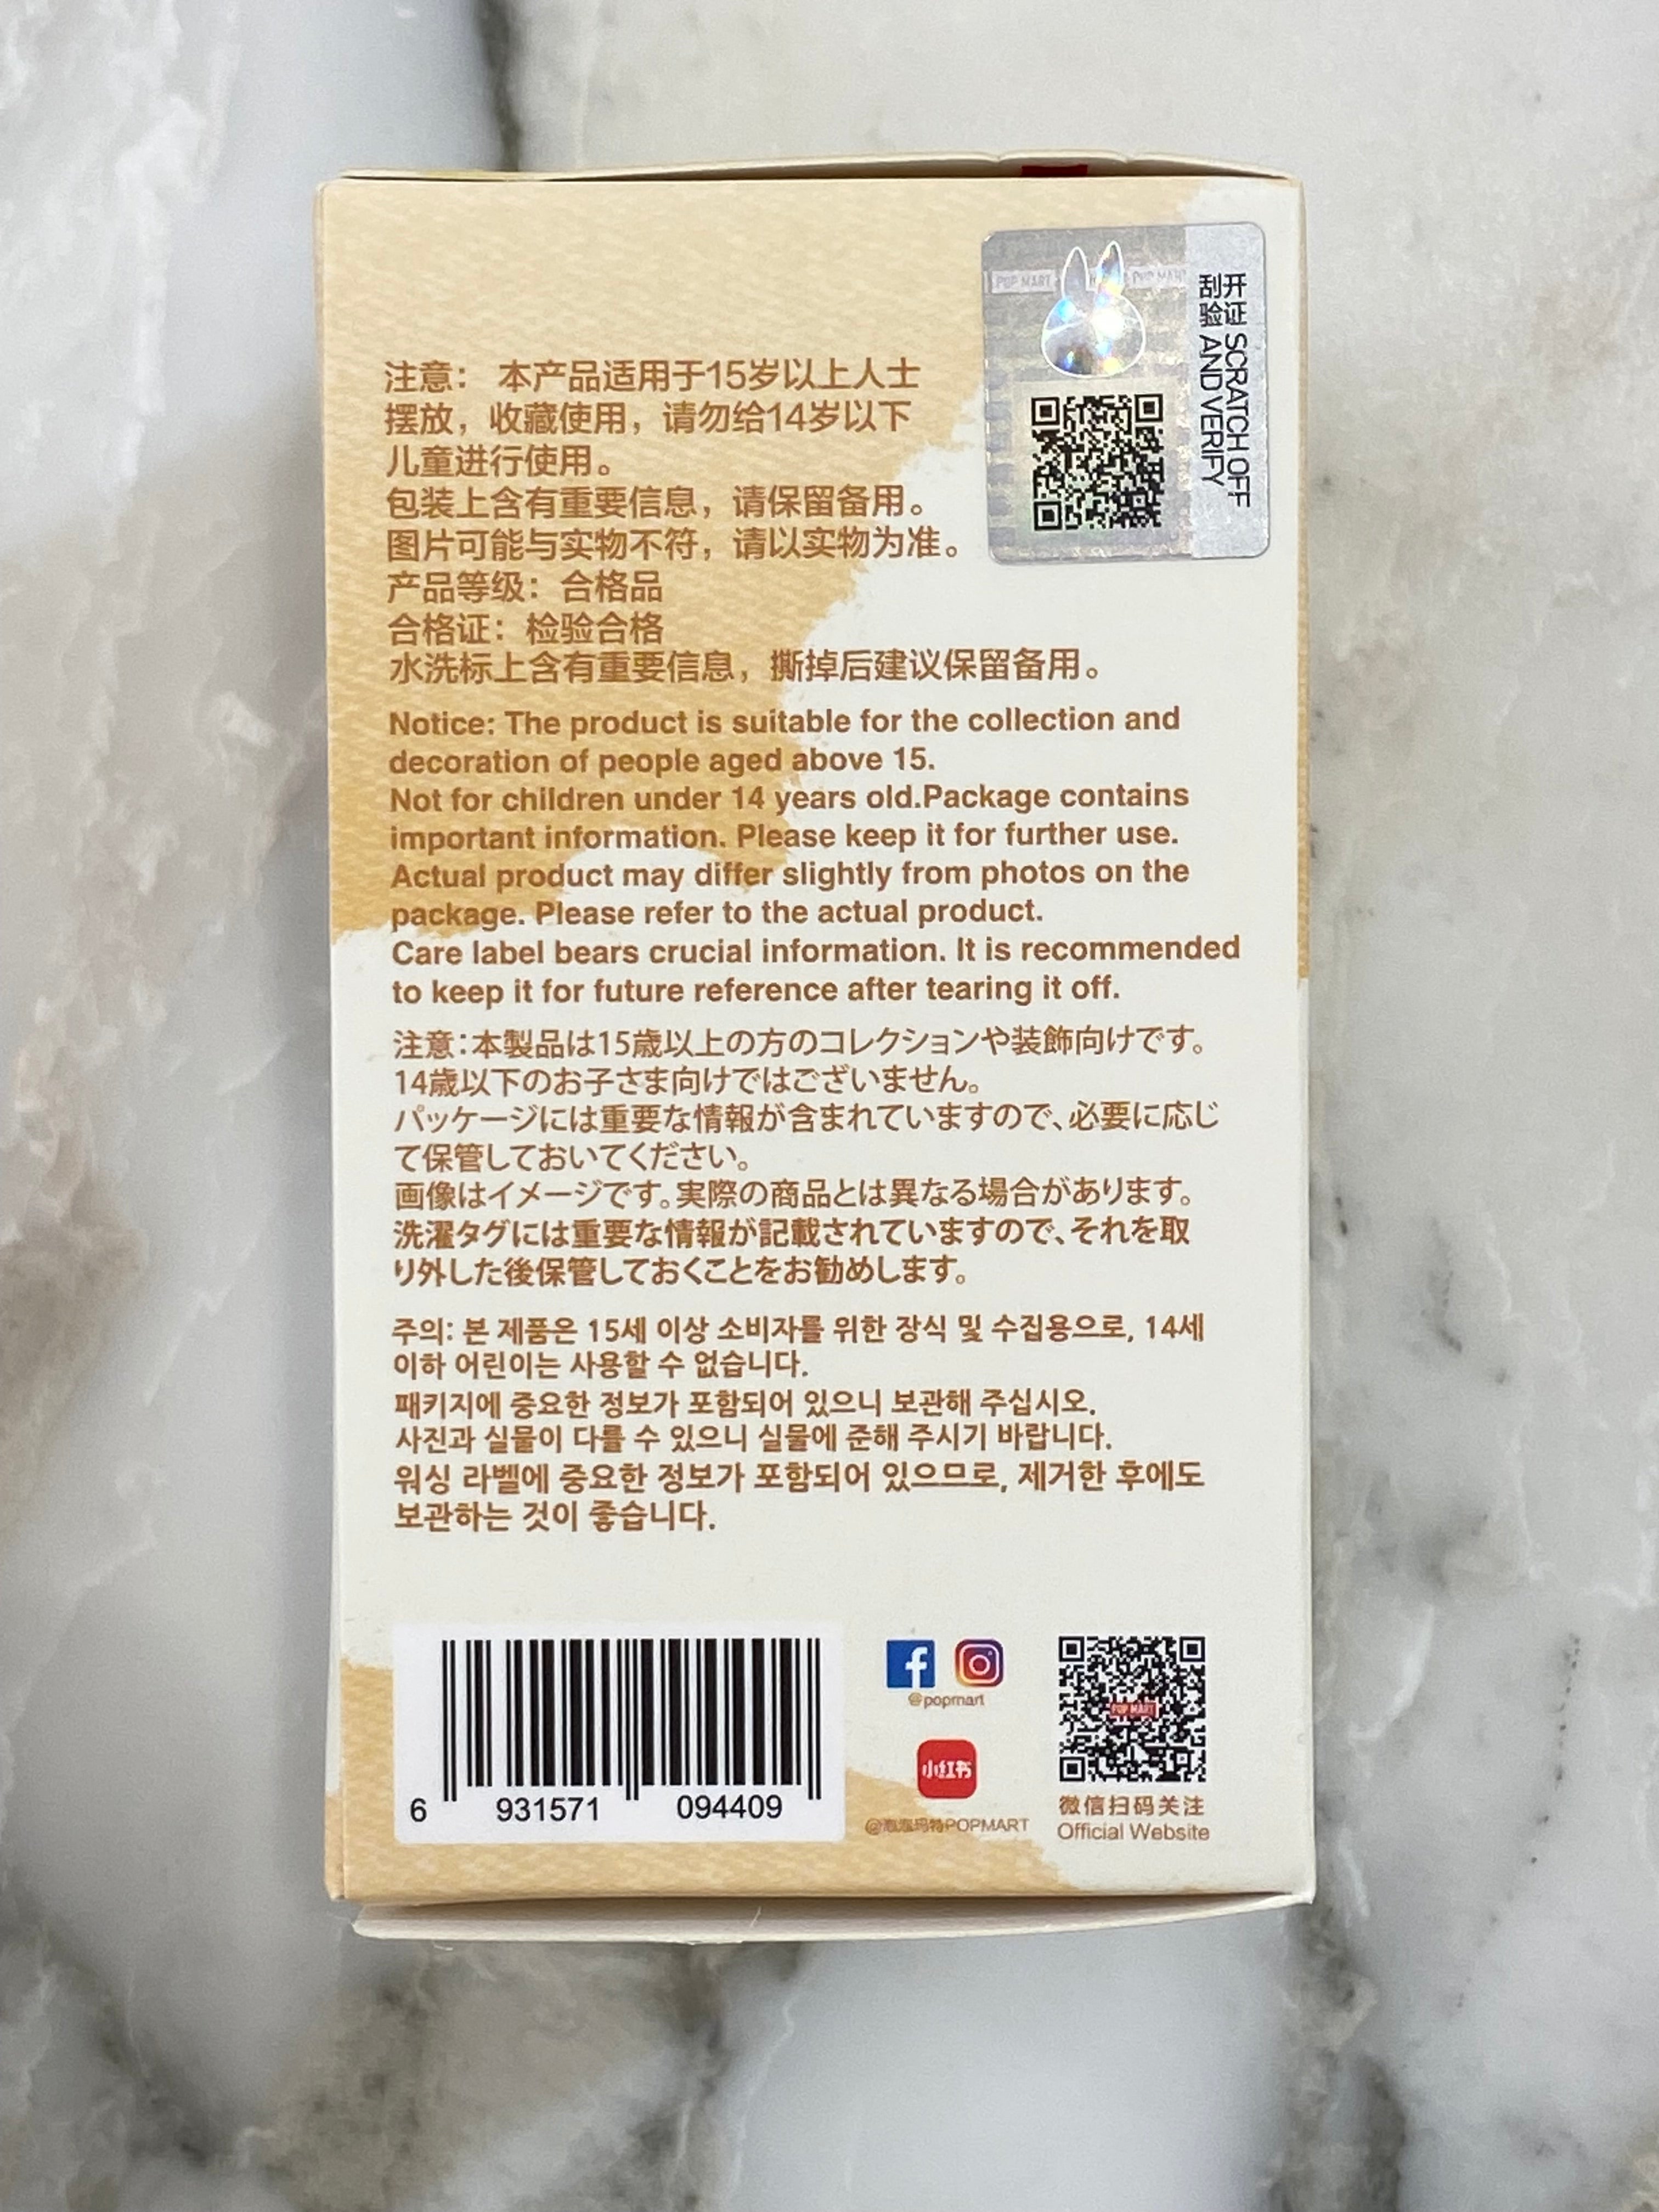 POP MART
POP MART
开证 SCRATCH OFF
刮验 AND VERIFY
注意： 本产品适用于15岁以上人士
摆放，收藏使用，请勿给14岁以下
儿童进行使用。
包装上含有重要信息，请保留备用。
图片可能与实物不符，请以实物为准。
产品等级：合格品
合格证：检验合格
水洗标上含有重要信息，撕掉后建议保留备用。
Notice: The product is suitable for the collection and
decoration of people aged above 15.
Not for children under 14 years old.Package contains
important information. Please keep it for further use.
Actual product may differ slightly from photos on the
package. Please refer to the actual product.
Care label bears crucial information. It is recommended
to keep it for future reference after tearing it off.
注意：本製品は15歳以上の方のコレクションや装飾向けです。
14歳以下のお子さま向けではございません。
パッケージには重要な情報が含まれていますので、必要に応じ
て保管しておいてください。
画像はイメージです。実際の商品とは異なる場合があります。
洗濯タグには重要な情報が記載されていますので、それを取
り外した後保管しておくことをお勧めします。
주의: 본 제품은 15세 이상 소비자를 위한 장식 및 수집용으로, 14세
이하 어린이는 사용할 수 없습니다.
패키지에 중요한 정보가 포함되어 있으니 보관해 주십시오.
사진과 실물이 다를 수 있으니 실물에 준해 주시기 바랍니다.
워싱 라벨에 중요한 정보가 포함되어 있으므로, 제거한 후에도
보관하는 것이 좋습니다.
6 931571 094409
@popmart
小红书
@泡泡玛特POPMART
POP MART
微信扫码关注
Official Website